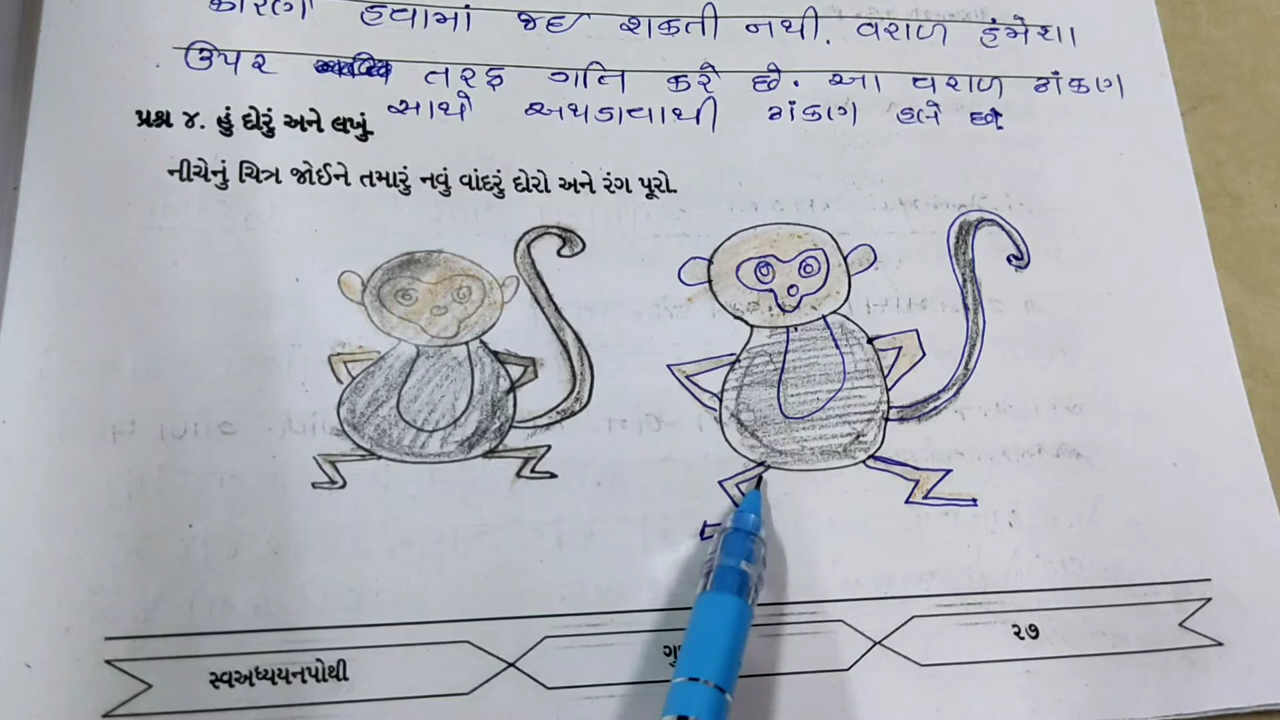 કારણે હવામાં જઇ શકતી નથી. વરાળ હંમેશા
ઉપર તરફ ગતિ કરે છે. આ વરાળ ઢાંકણ
સાથે અથડાવાથી ઢાંકણ હલે છે.
પ્રશ્ન ૪. હું દોરું અને લખું.
નીચેનું ચિત્ર જોઈને તમારું નવું વાંદરું દોરો અને રંગ પૂરો.
સ્વઅધ્યયનપોથી
૨૭